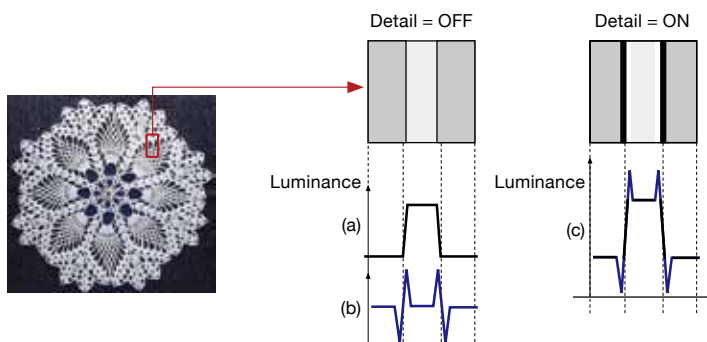 Detail = OFF
Detail = ON
Luminance
Luminance
(a)
(c)
(b)